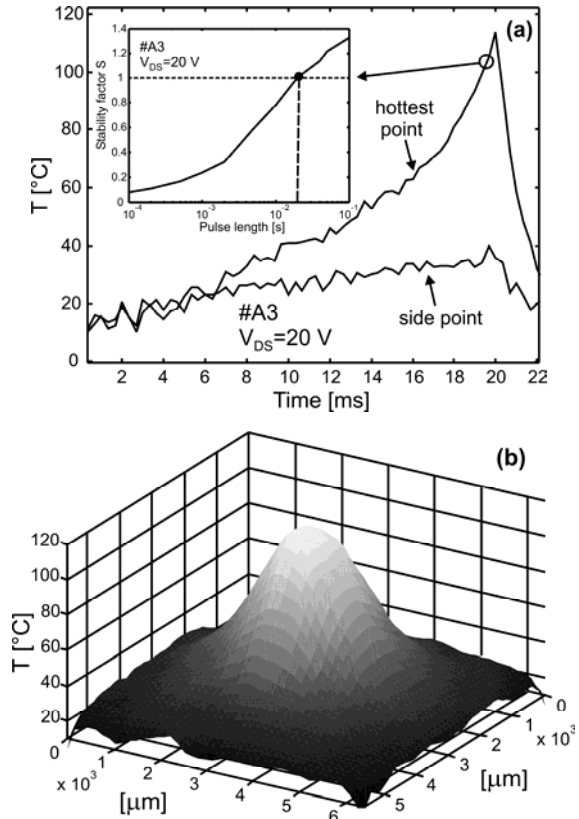 (a)
T [°C]
120
100
80
60
40
20
0
2 4 6 8 10 12 14 16 18 20 22
Time [ms]
#A3
V_DS=20 V
hottest
point
side point
#A3
V_DS=20 V
Stability factor S
1.4
1.2
1
0.8
0.6
0.4
0.2
0
10^-4 10^-3 10^-2 10^-1
Pulse length [s]
(b)
T [°C]
120
100
80
60
40
20
0
1
2
3
4
5
6
x 10^3
[µm]
0
1
2
3
4
5
x 10^3
[µm]